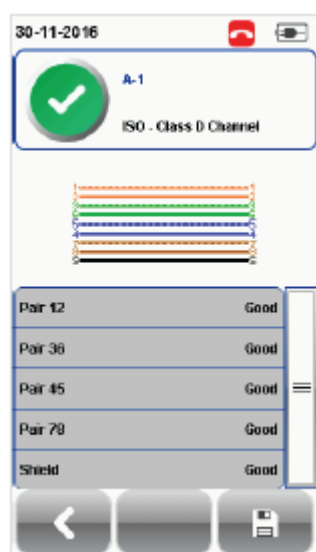 30-11-2016
A-1
ISO - Class D Channel
Pair 12 Good
Pair 36 Good
Pair 45 Good
Pair 78 Good
Shield Good